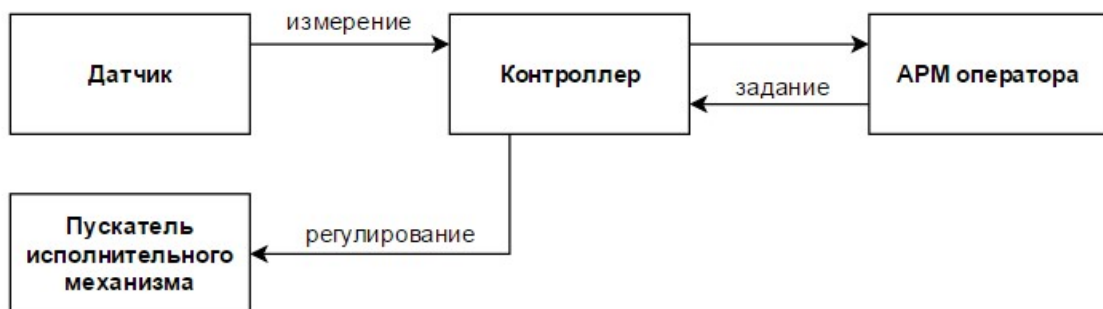 измерение
Датчик
Контроллер
АРМ оператора
задание
Пускатель
исполнительного
механизма
регулирование